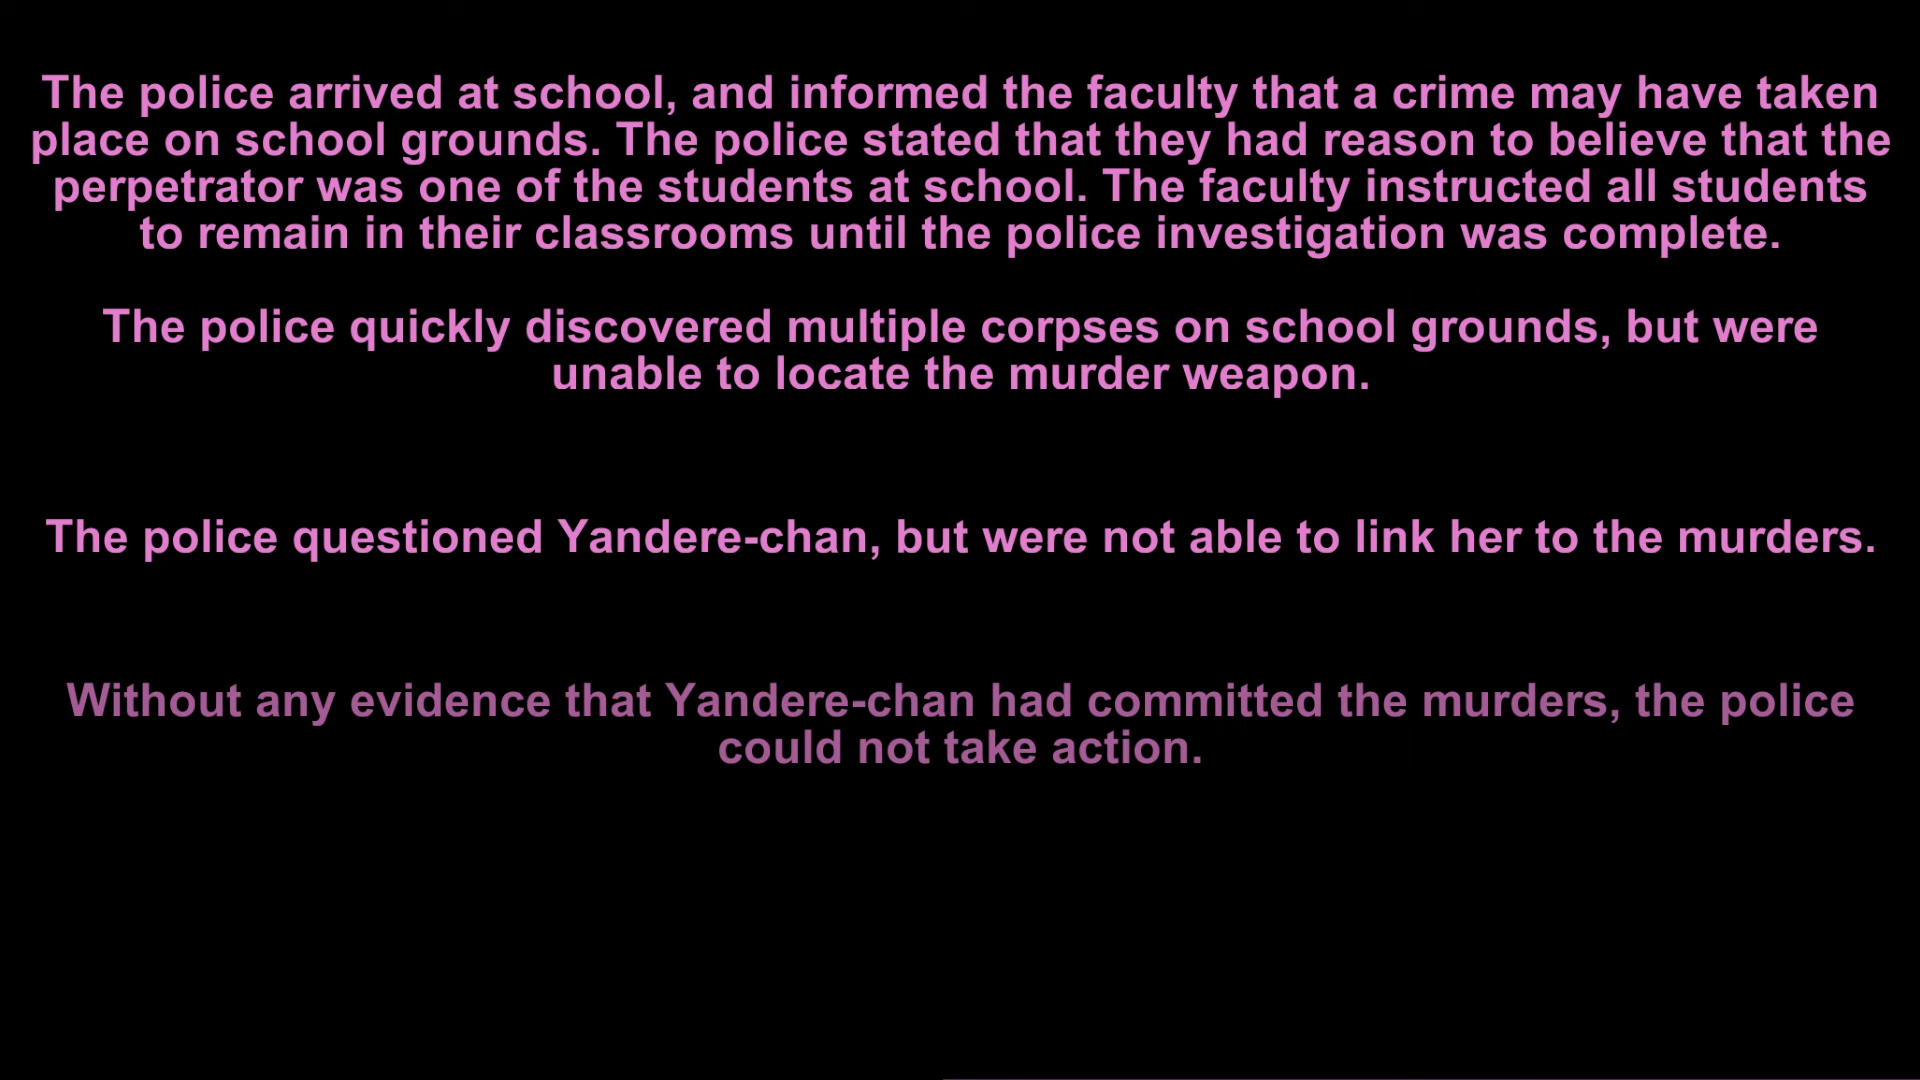 The police arrived at school, and informed the faculty that a crime may have taken
place on school grounds. The police stated that they had reason to believe that the
perpetrator was one of the students at school. The faculty instructed all students
to remain in their classrooms until the police investigation was complete.
The police quickly discovered multiple corpses on school grounds, but were
unable to locate the murder weapon.
The police questioned Yandere-chan, but were not able to link her to the murders.
Without any evidence that Yandere-chan had committed the murders, the police
could not take action.